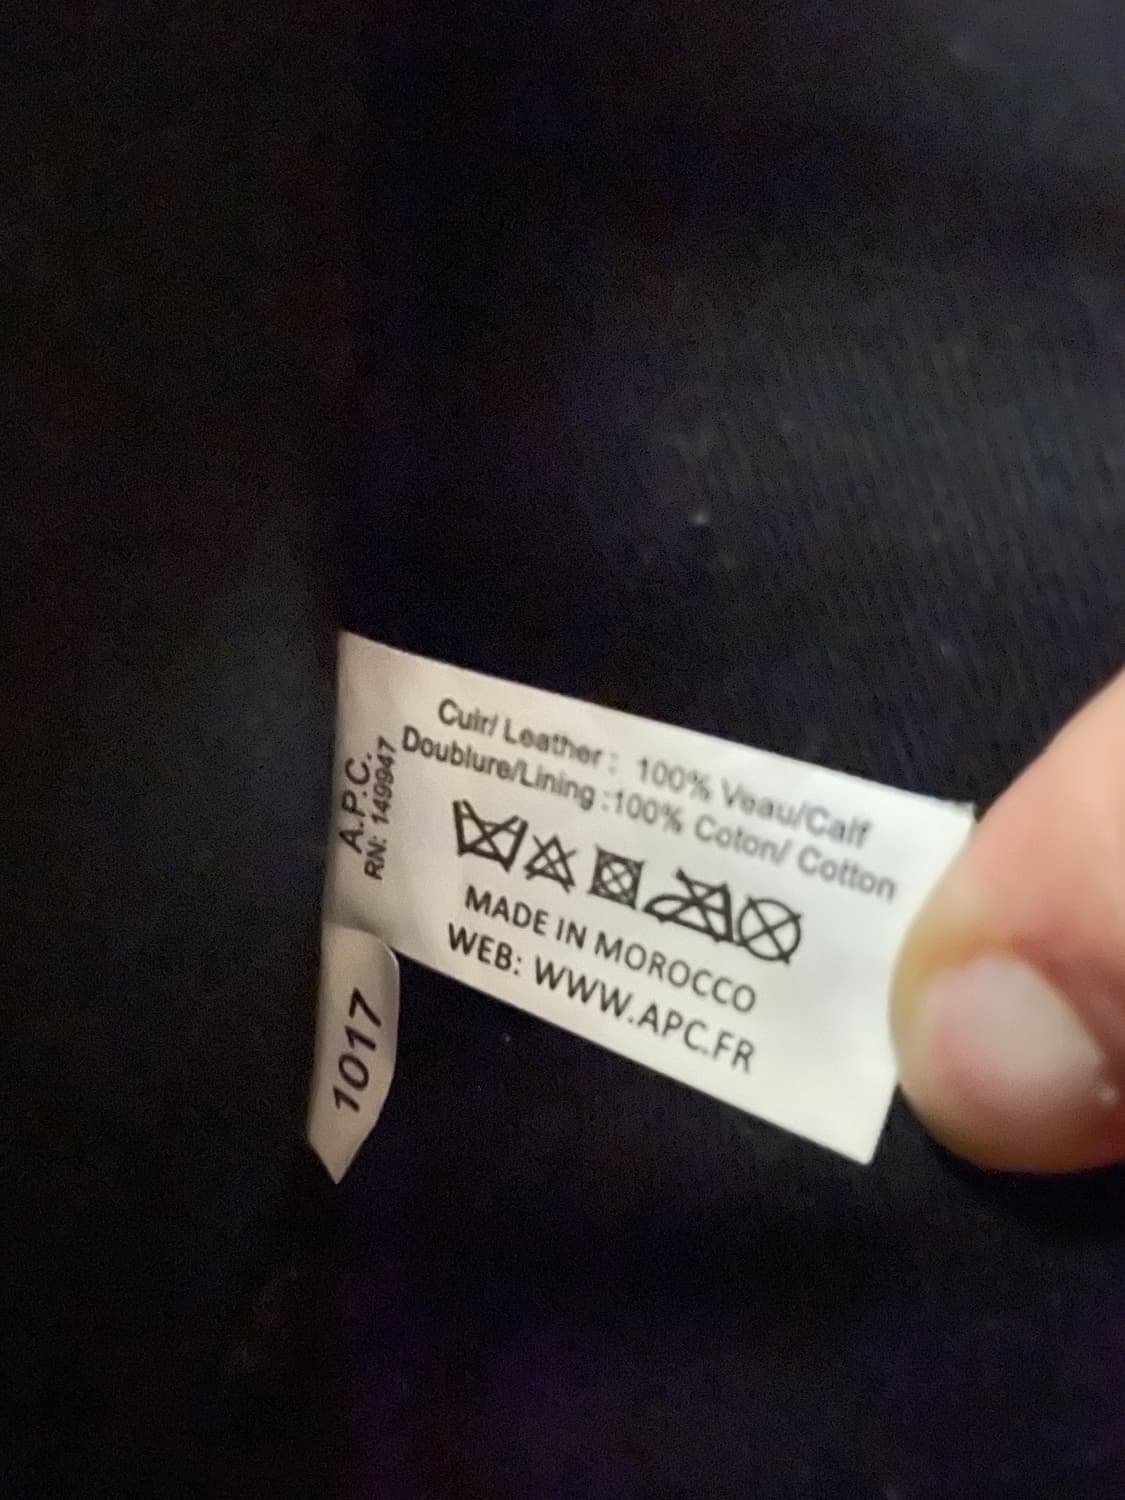 Cuir/ Leather : 100% Veau/Calf
Doublure/Lining :100% Coton/ Cotton
MADE IN MOROCCO
WEB: WWW.APC.FR
A.P.C.
RN: 149947
1017